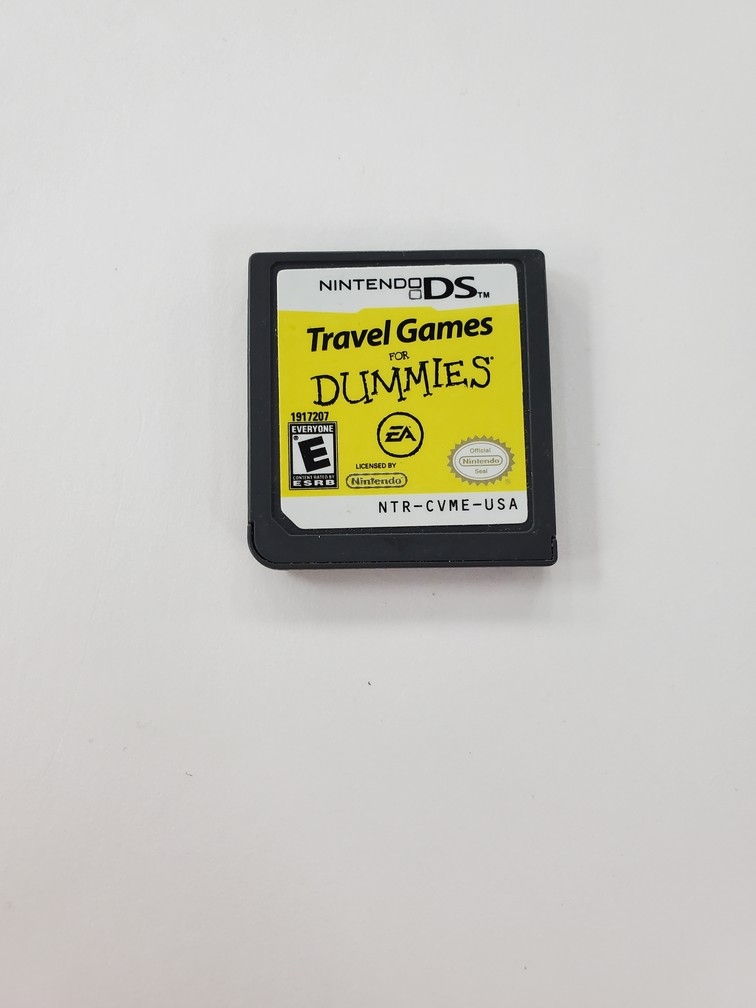 NINTENDO DS™
Travel Games
FOR
DUMMIES®
1917207
EVERYONE
E
CONTENT RATED BY
ESRB
EA
LICENSED BY
Nintendo
Official
Nintendo
Seal
NTR-CVME-USA